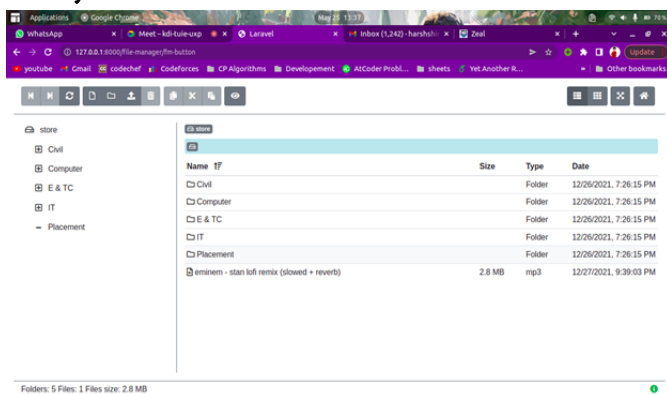 Applications Google Chrome May 25 13:37
WhatsApp Meet – kdi-tuie-uxp Laravel Inbox (1,242) - harshshi Zeal
127.0.0.1:8000/file-manager/fm-button Update
youtube Gmail codechef Codeforces CP Algorithms Developement AtCoder Probl... sheets Yet Another R... Other bookmarks
store
Civil
Computer
E & TC
IT
Placement
store
Name Size Type Date
Civil Folder 12/26/2021, 7:26:15 PM
Computer Folder 12/26/2021, 7:26:15 PM
E & TC Folder 12/26/2021, 7:26:15 PM
IT Folder 12/26/2021, 7:26:15 PM
Placement Folder 12/26/2021, 7:26:15 PM
eminem - stan lofi remix (slowed + reverb) 2.8 MB mp3 12/27/2021, 9:39:03 PM
Folders: 5 Files: 1 Files size: 2.8 MB